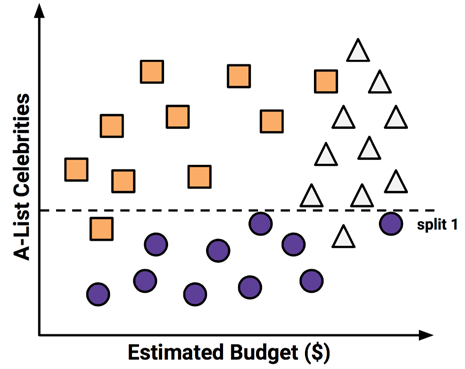 A-List Celebrities
split 1
Estimated Budget ($)